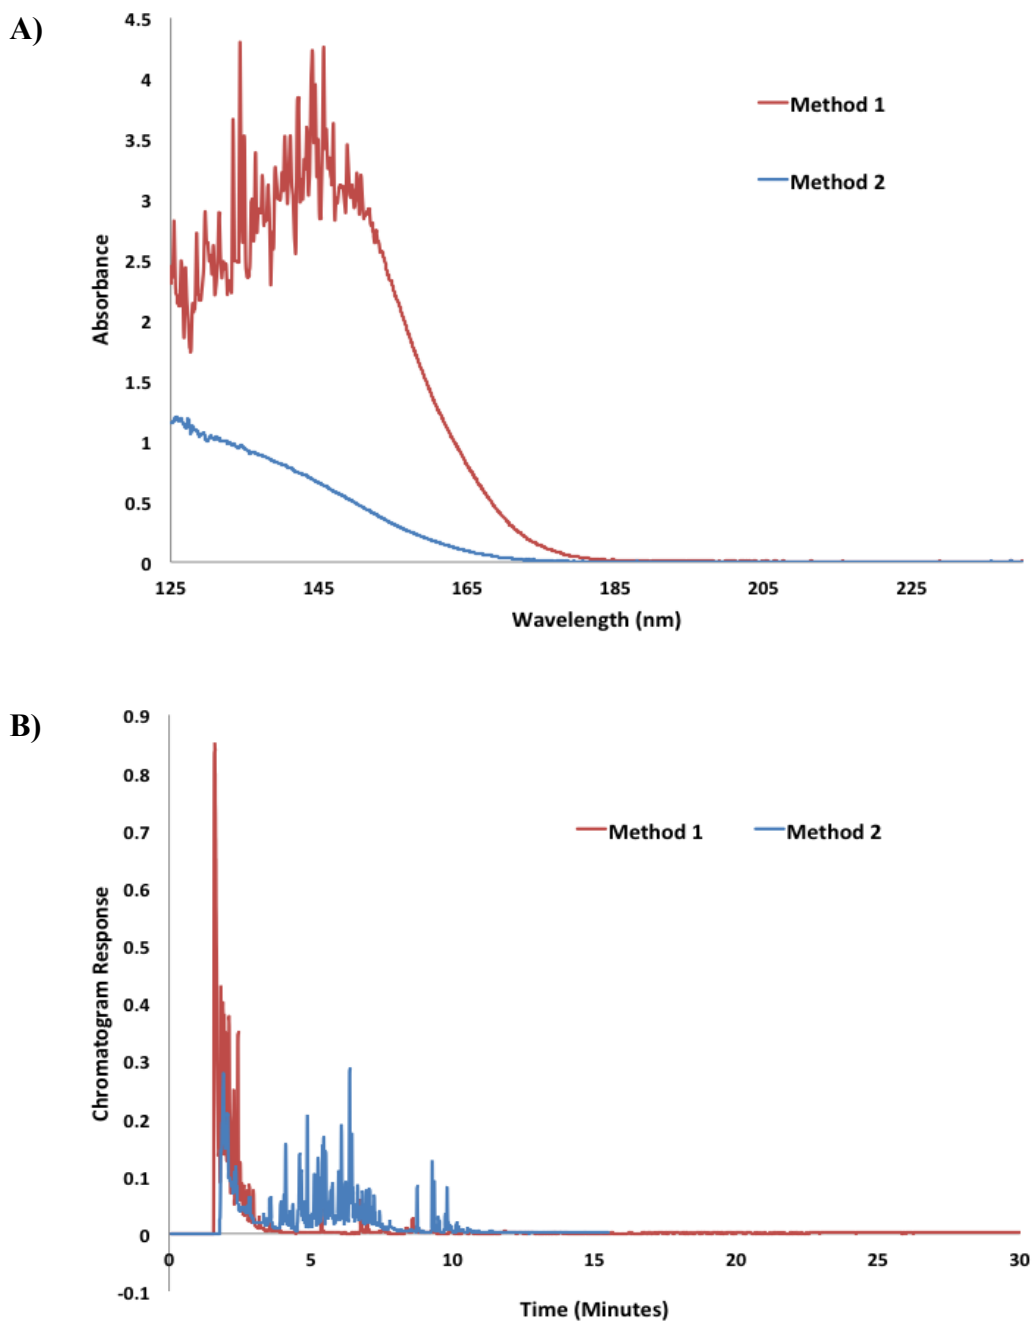 A)
4.5
4
3.5
3
2.5
2
1.5
1
0.5
0
Absorbance
Method 1
Method 2
125 145 165 185 205 225
Wavelength (nm)
B)
0.9
0.8
0.7
0.6
0.5
0.4
0.3
0.2
0.1
0
-0.1
Chromatogram Response
Method 1 Method 2
0 5 10 15 20 25 30
Time (Minutes)